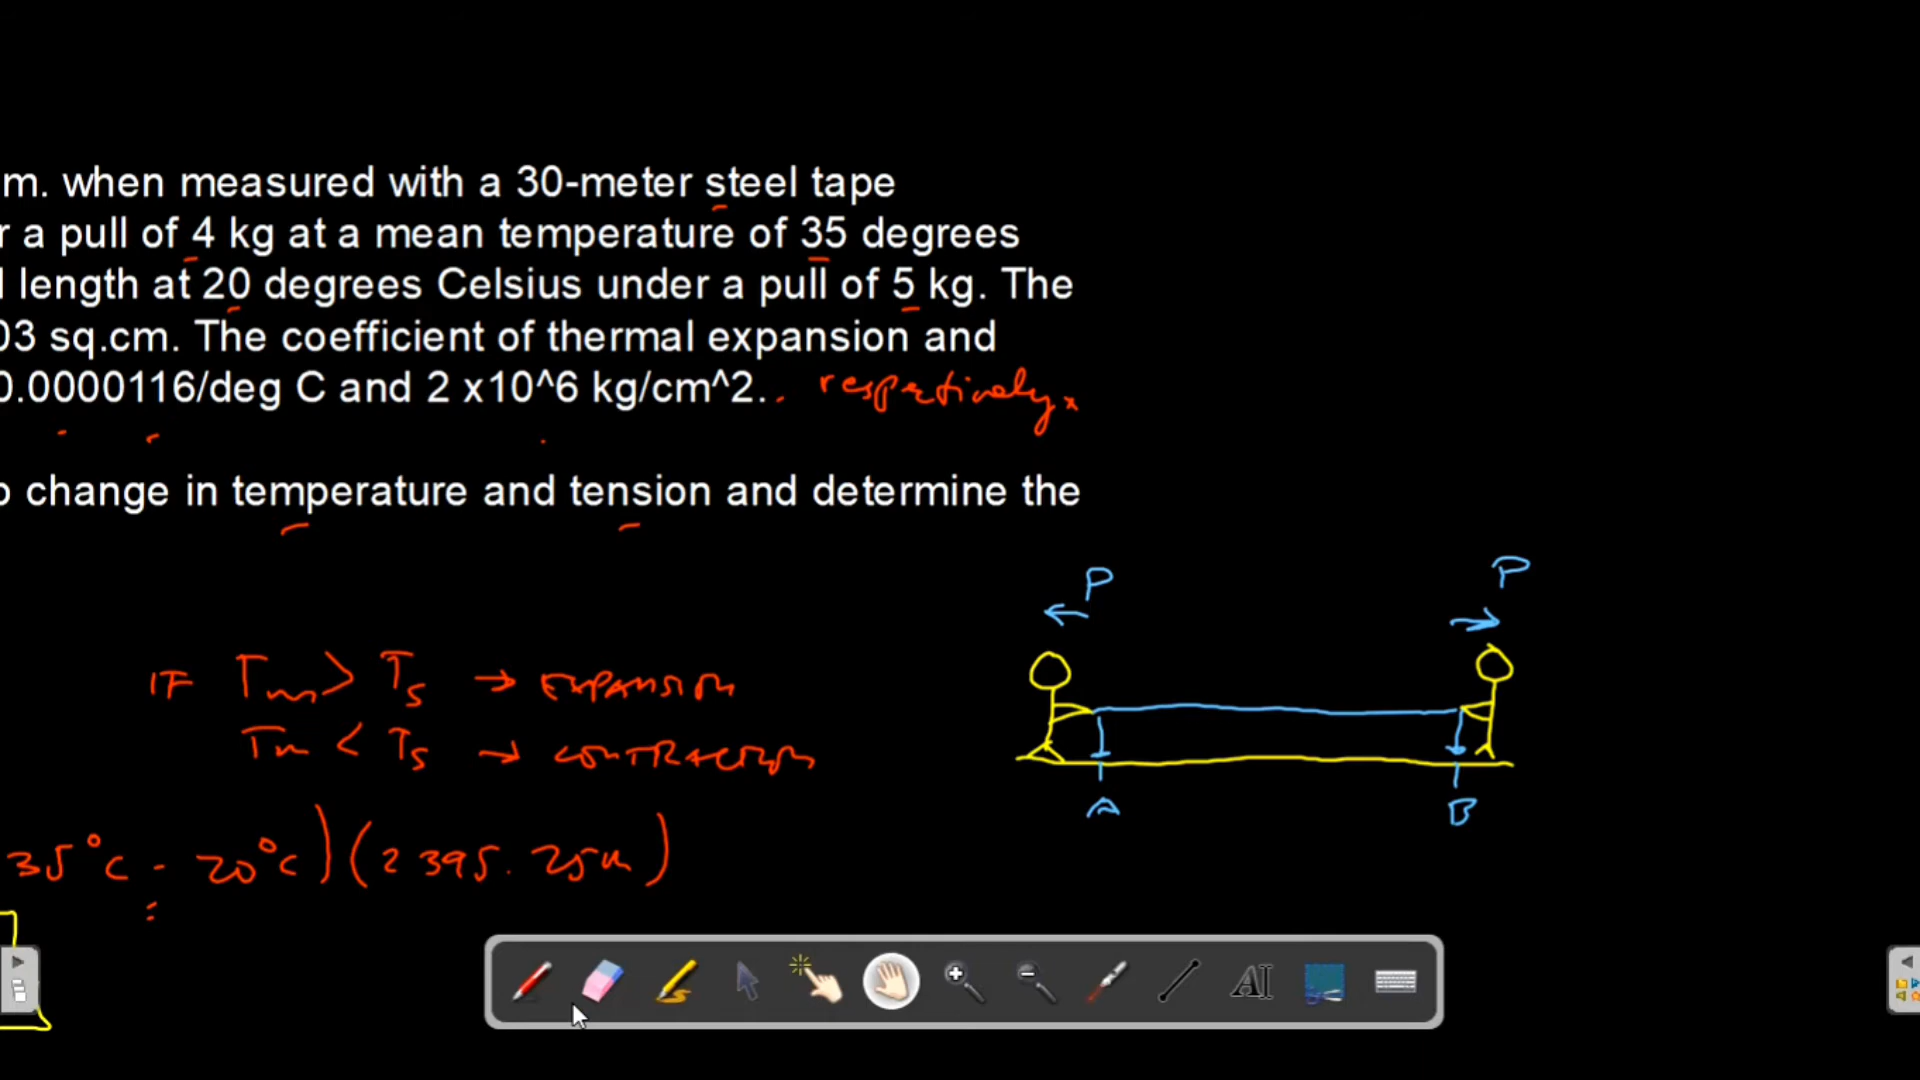 m. when measured with a 30-meter steel tape
r a pull of 4 kg at a mean temperature of 35 degrees
l length at 20 degrees Celsius under a pull of 5 kg. The
03 sq.cm. The coefficient of thermal expansion and
0.0000116/deg C and 2 x10^6 kg/cm^2. . respectively.
change in temperature and tension and determine the
P P
IF Tm > Ts → EXPANSION
Tm < Ts → CONTRACTION
A B
35°C - 20°C) (2395.25m)
AI